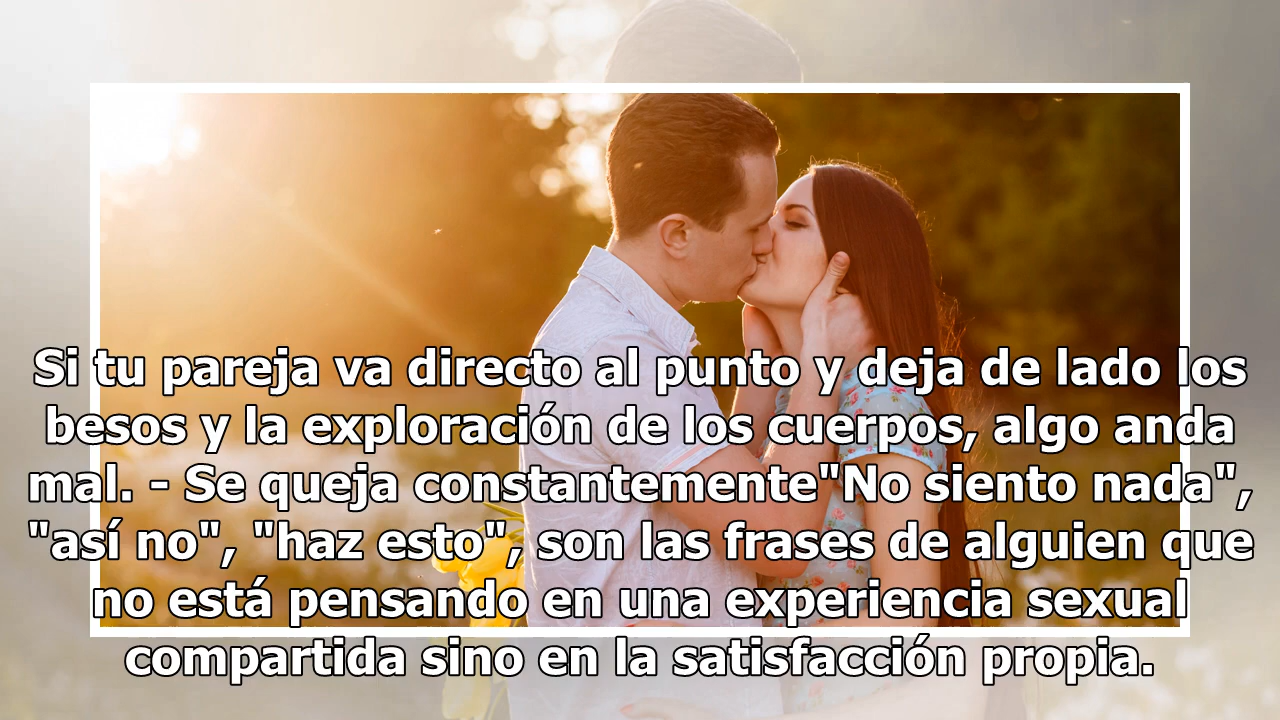 Si tu pareja va directo al punto y deja de lado los
besos y la exploración de los cuerpos, algo anda
mal. - Se queja constantemente"No siento nada",
"así no", "haz esto", son las frases de alguien que
no está pensando en una experiencia sexual
compartida sino en la satisfacción propia.